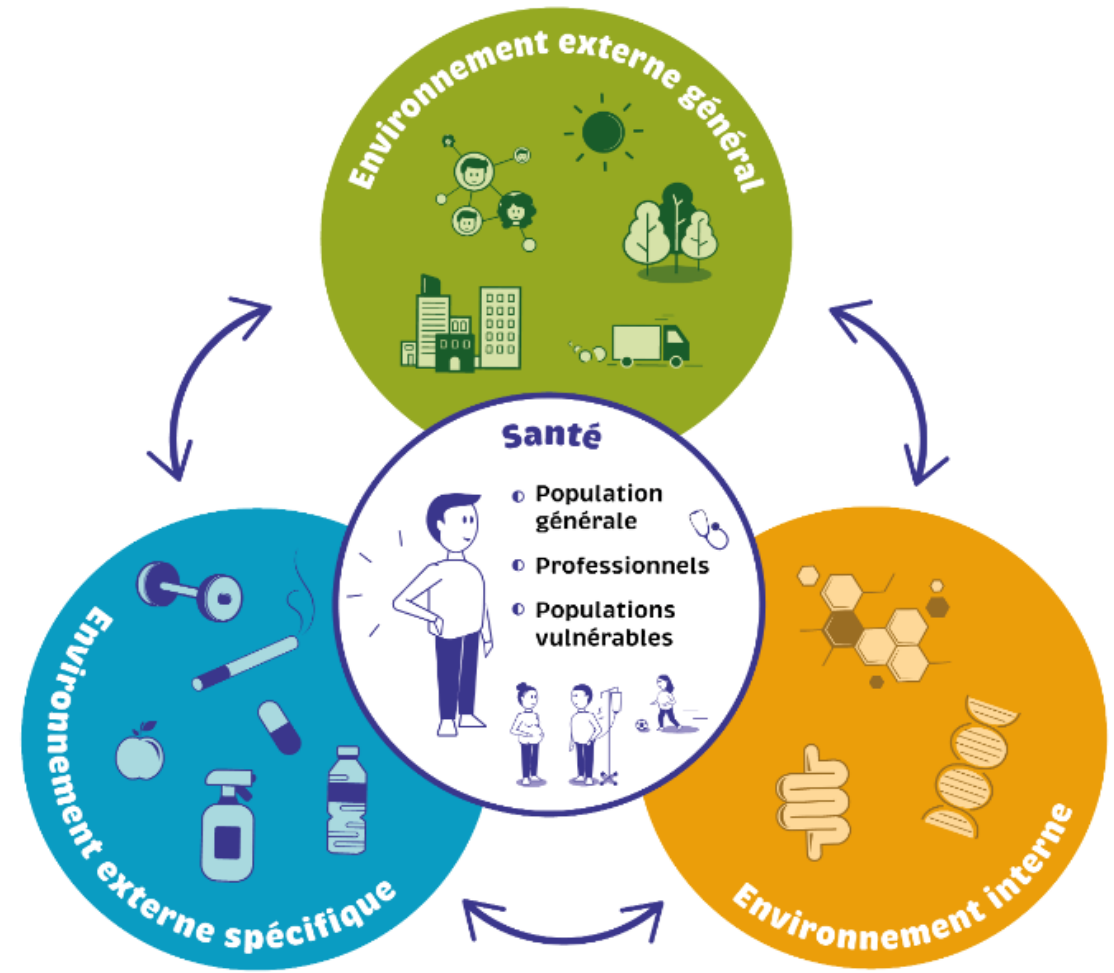 Environnement externe général
Santé
Population
générale
Professionnels
Populations
vulnérables
Environnement externe spécifique
Environnement interne